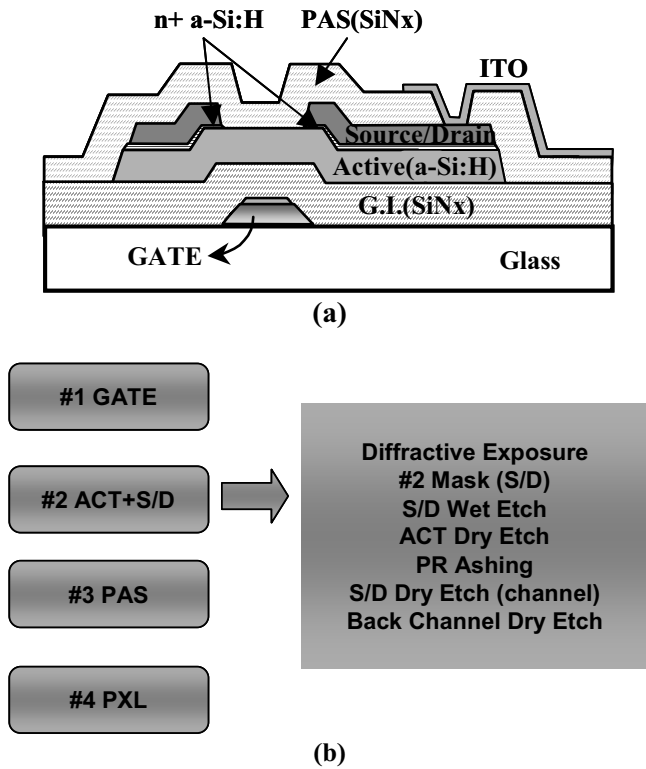 n+ a-Si:H
PAS(SiNx)
ITO
Source/Drain
Active(a-Si:H)
G.I.(SiNx)
GATE
Glass
(a)
#1 GATE
#2 ACT+S/D
#3 PAS
#4 PXL
Diffractive Exposure
#2 Mask (S/D)
S/D Wet Etch
ACT Dry Etch
PR Ashing
S/D Dry Etch (channel)
Back Channel Dry Etch
(b)